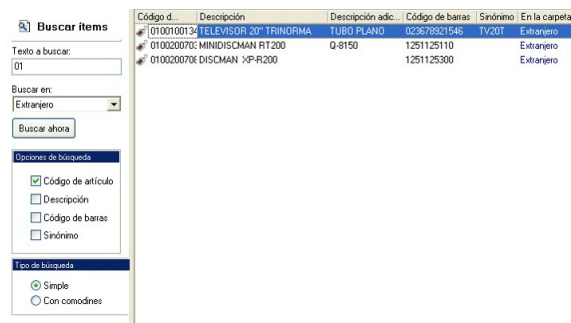 Buscar ítems
Texto a buscar:
01
Buscar en:
Extranjero
Buscar ahora
Opciones de búsqueda
Código de artículo
Descripción
Código de barras
Sinónimo
Tipo de búsqueda
Simple
Con comodines
Código d... Descripción Descripción adic... Código de barras Sinónimo En la carpeta
0100100134 TELEVISOR 20" TRINORMA TUBO PLANO 023678921546 TV20T Extranjero
0100200703 MINIDISCMAN RT200 Q-8150 1251125110 Extranjero
0100200708 DISCMAN XP-R200 1251125300 Extranjero